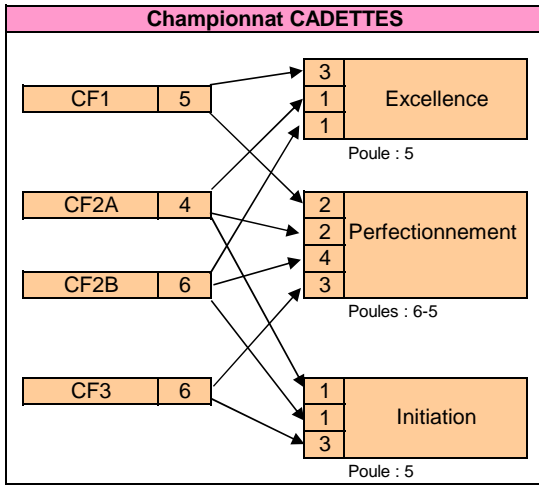 Championnat CADETTES
CF1 5
3
1
1
Excellence
Poule : 5
CF2A 4
CF2B 6
2
2
4
3
Perfectionnement
Poules : 6-5
CF3 6
1
1
3
Initiation
Poule : 5